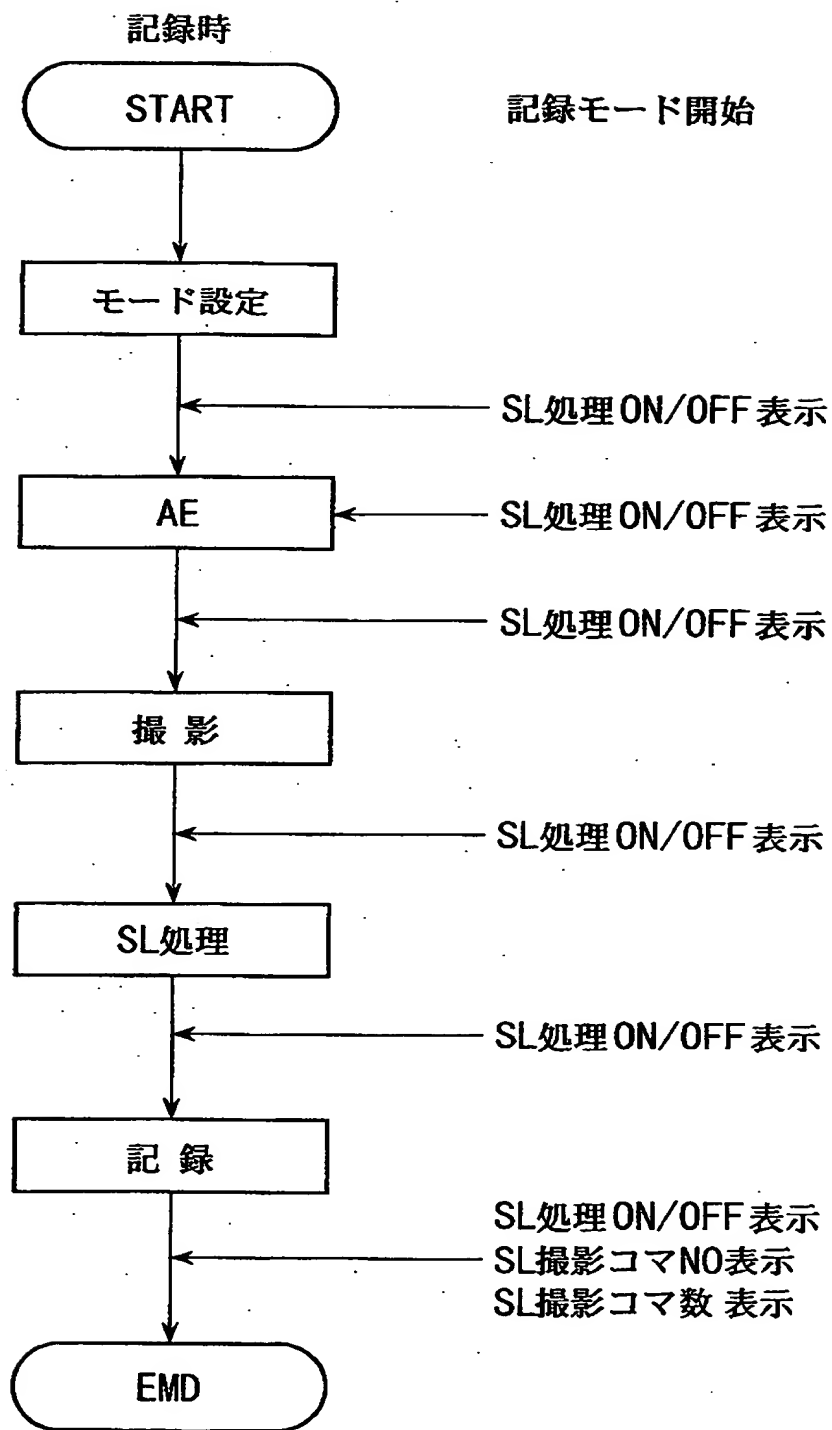 記録時
START
記録モード開始
モード設定
SL処理ON/OFF表示
AE
SL処理ON/OFF表示
SL処理ON/OFF表示
撮 影
SL処理ON/OFF表示
SL処理
SL処理ON/OFF表示
記 録
SL処理ON/OFF表示
SL撮影コマNO表示
SL撮影コマ数 表示
EMD